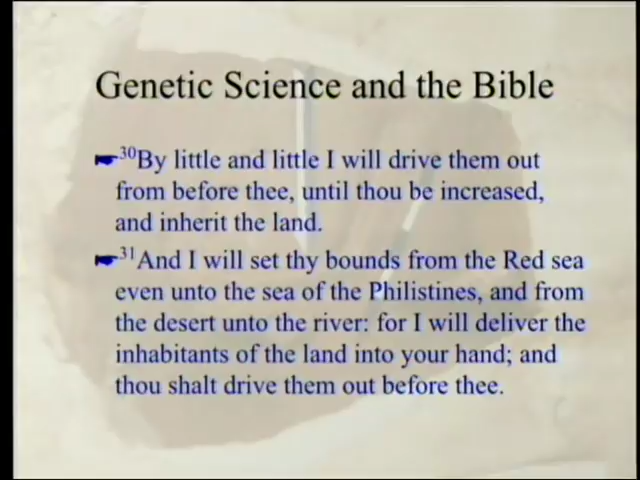 Genetic Science and the Bible
30By little and little I will drive them out
from before thee, until thou be increased,
and inherit the land.
31And I will set thy bounds from the Red sea
even unto the sea of the Philistines, and from
the desert unto the river: for I will deliver the
inhabitants of the land into your hand; and
thou shalt drive them out before thee.